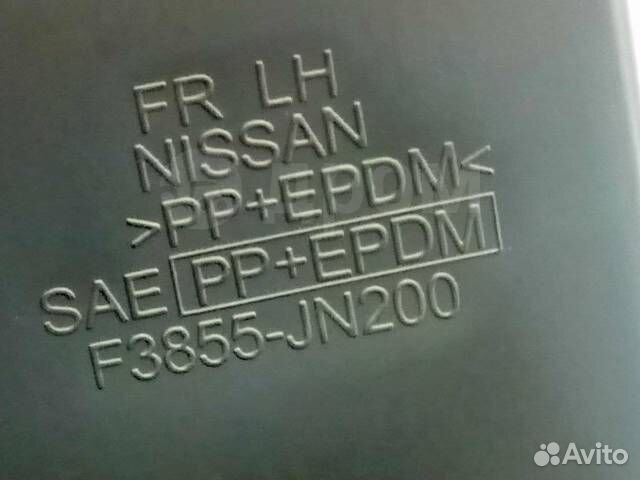 FR LH
NISSAN
>PP+EPDM<
SAE PP+EPDM
F3855-JN200
Avito